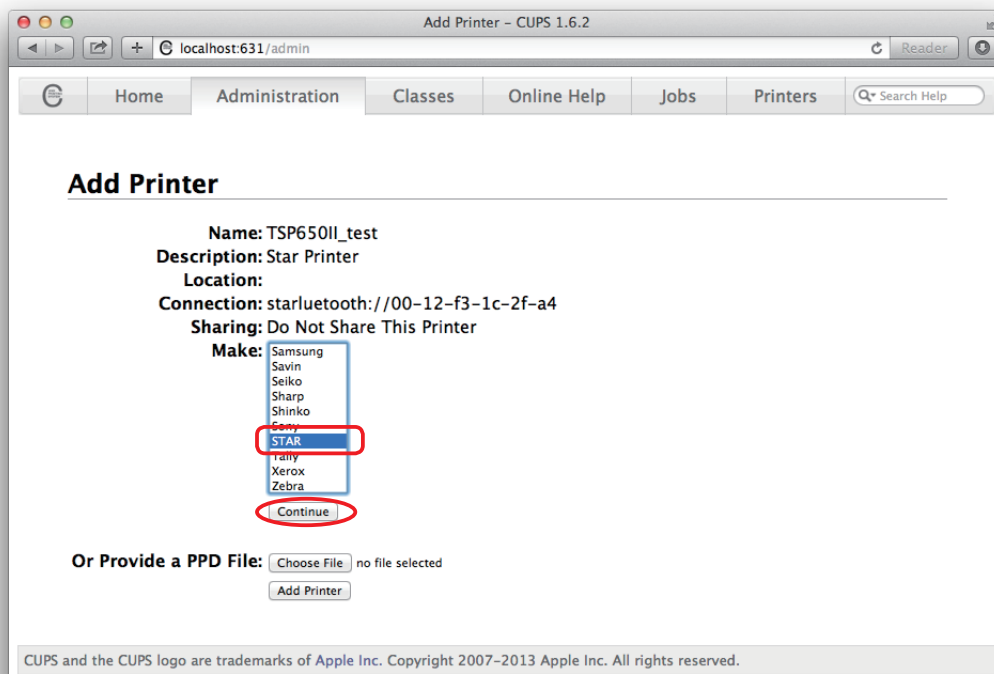 Add Printer – CUPS 1.6.2
localhost:631/admin
Reader
Home Administration Classes Online Help Jobs Printers Search Help
Add Printer
Name: TSP650II_test
Description: Star Printer
Location:
Connection: starluetooth://00-12-f3-1c-2f-a4
Sharing: Do Not Share This Printer
Make: Samsung
Savin
Seiko
Sharp
Shinko
Sony
STAR
Tally
Xerox
Zebra
Continue
Or Provide a PPD File: Choose File no file selected
Add Printer
CUPS and the CUPS logo are trademarks of Apple Inc. Copyright 2007–2013 Apple Inc. All rights reserved.